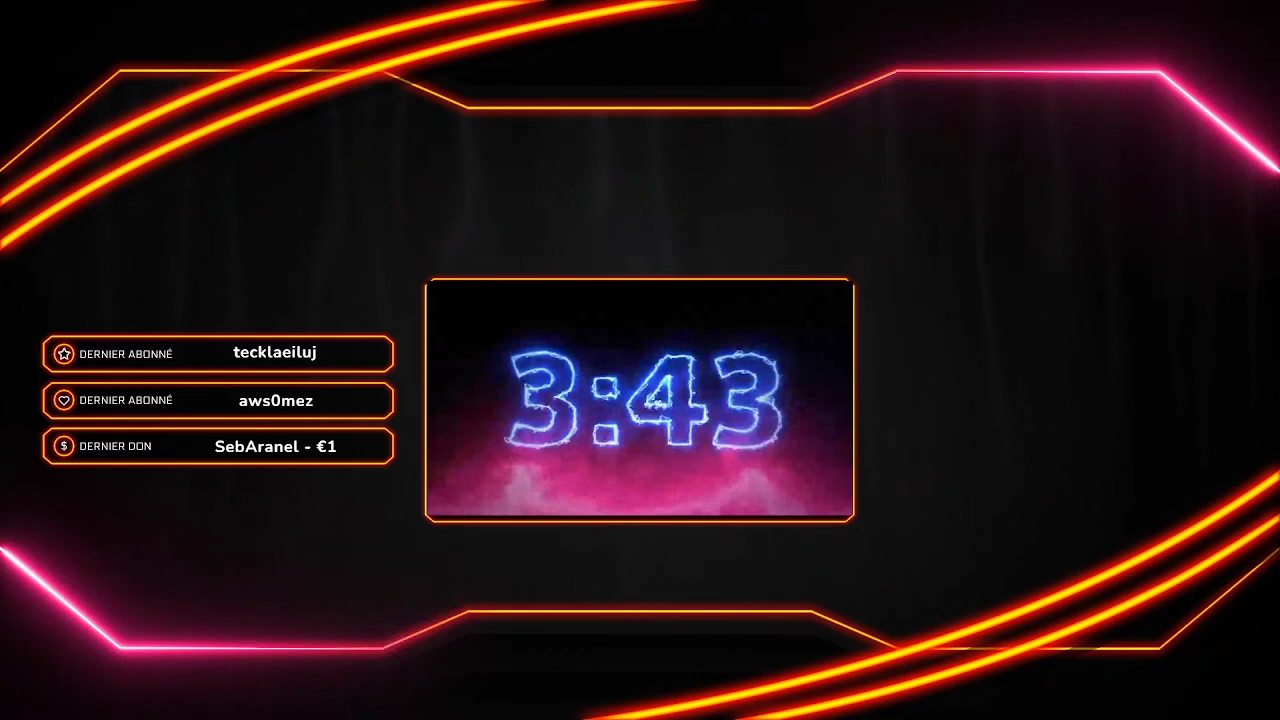 DERNIER ABONNÉ tecklaeiluj
DERNIER ABONNÉ aws0mez
$ DERNIER DON SebAranel - €1
3:43